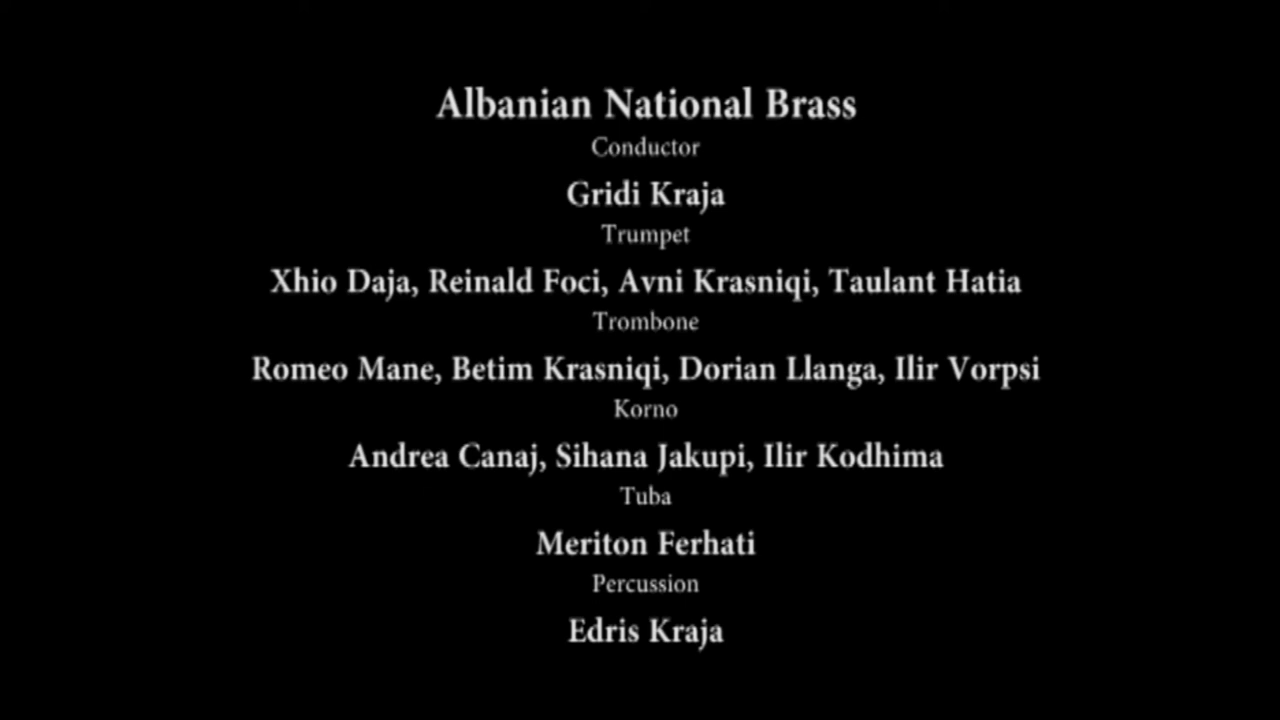 Albanian National Brass
Conductor
Gridi Kraja
Trumpet
Xhio Daja, Reinald Foci, Avni Krasniqi, Taulant Hatia
Trombone
Romeo Mane, Betim Krasniqi, Dorian Llanga, Ilir Vorpsi
Korno
Andrea Canaj, Sihana Jakupi, Ilir Kodhima
Tuba
Meriton Ferhati
Percussion
Edris Kraja